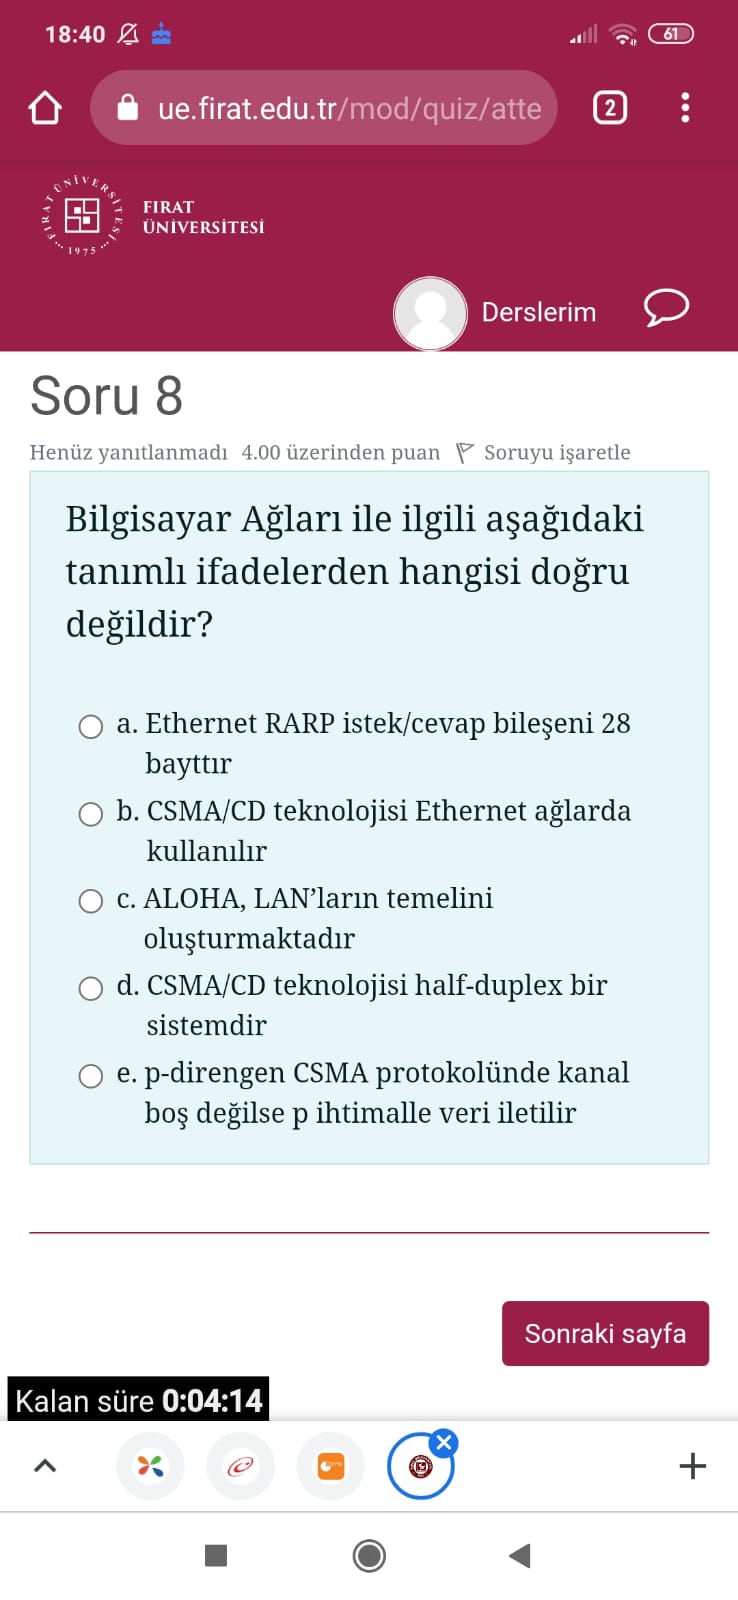 18:40
61
ue.firat.edu.tr/mod/quiz/atte
2
FIRAT ÜNİVERSİTESİ
1975
FIRAT
ÜNİVERSİTESİ
Derslerim
Soru 8
Henüz yanıtlanmadı 4.00 üzerinden puan Soruyu işaretle
Bilgisayar Ağları ile ilgili aşağıdaki
tanımlı ifadelerden hangisi doğru
değildir?
a. Ethernet RARP istek/cevap bileşeni 28
bayttır
b. CSMA/CD teknolojisi Ethernet ağlarda
kullanılır
c. ALOHA, LAN’ların temelini
oluşturmaktadır
d. CSMA/CD teknolojisi half-duplex bir
sistemdir
e. p-direngen CSMA protokolünde kanal
boş değilse p ihtimalle veri iletilir
Sonraki sayfa
Kalan süre 0:04:14